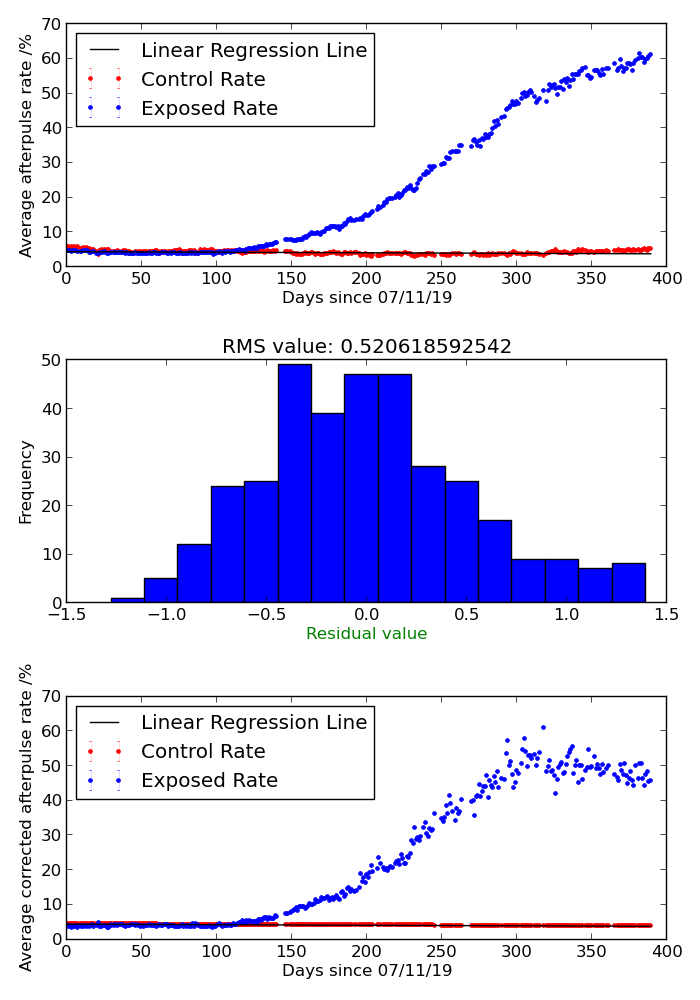 70
60
50
40
30
20
10
0
Average afterpulse rate /%
Linear Regression Line
Control Rate
Exposed Rate
0 50 100 150 200 250 300 350 400
Days since 07/11/19
RMS value: 0.520618592542
50
40
30
20
10
0
Frequency
−1.5 −1.0 −0.5 0.0 0.5 1.0 1.5
Residual value
70
60
50
40
30
20
10
0
Average corrected afterpulse rate /%
Linear Regression Line
Control Rate
Exposed Rate
0 50 100 150 200 250 300 350 400
Days since 07/11/19